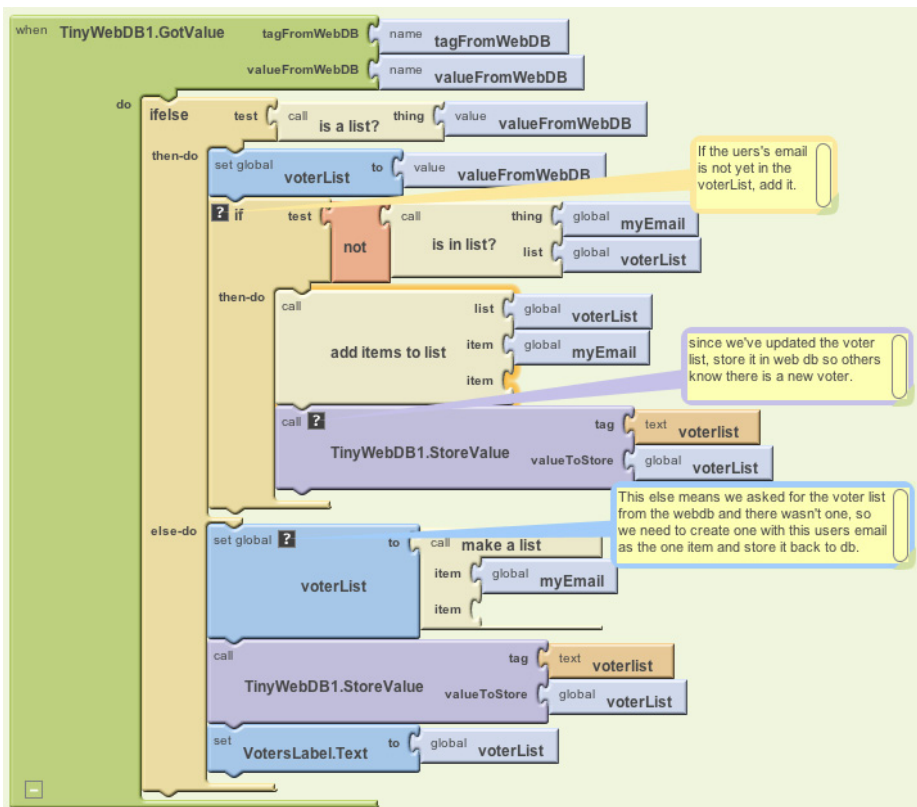 when TinyWebDB1.GotValue tagFromWebDB name tagFromWebDB
valueFromWebDB name valueFromWebDB
do
ifelse test call is a list? thing value valueFromWebDB
then-do set global voterList to value valueFromWebDB
If the uers's email
is not yet in the
voterList, add it.
? if test not call is in list? thing global myEmail
list global voterList
then-do call add items to list list global voterList
item global myEmail
item
since we've updated the voter
list, store it in web db so others
know there is a new voter.
call ? TinyWebDB1.StoreValue tag text voterlist
valueToStore global voterList
This else means we asked for the voter list
from the webdb and there wasn't one, so
we need to create one with this users email
as the one item and store it back to db.
else-do set global ? voterList to call make a list
item global myEmail
item
call TinyWebDB1.StoreValue tag text voterlist
valueToStore global voterList
set VotersLabel.Text to global voterList